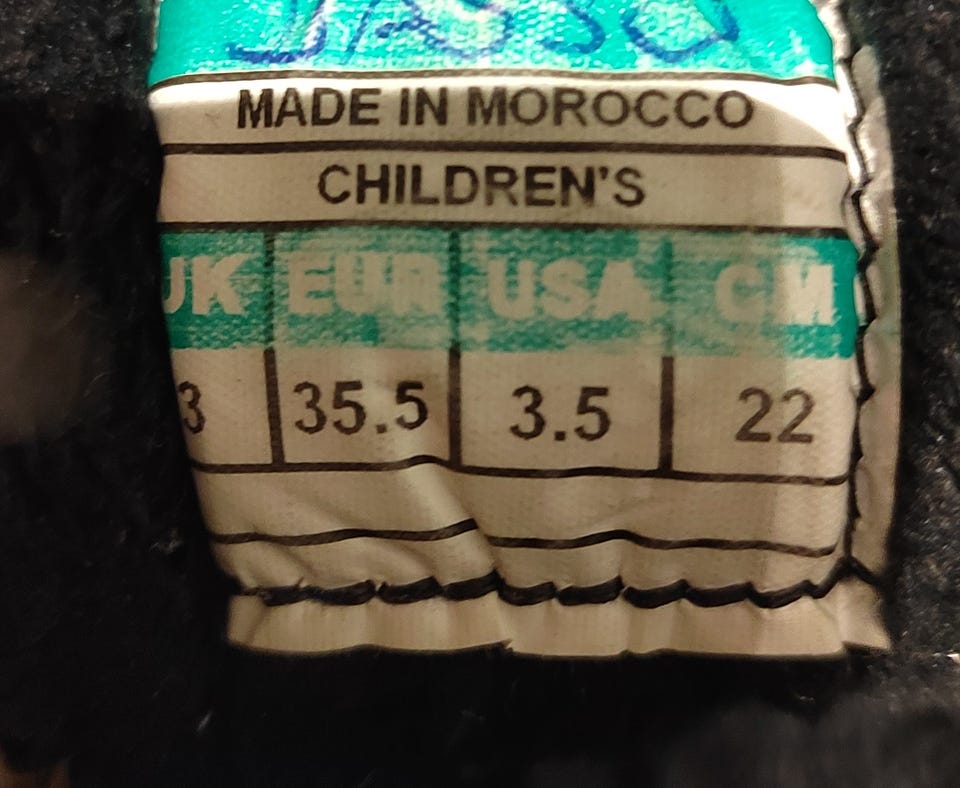 MADE IN MOROCCO
CHILDREN'S
UK EUR USA CM
3 35.5 3.5 22